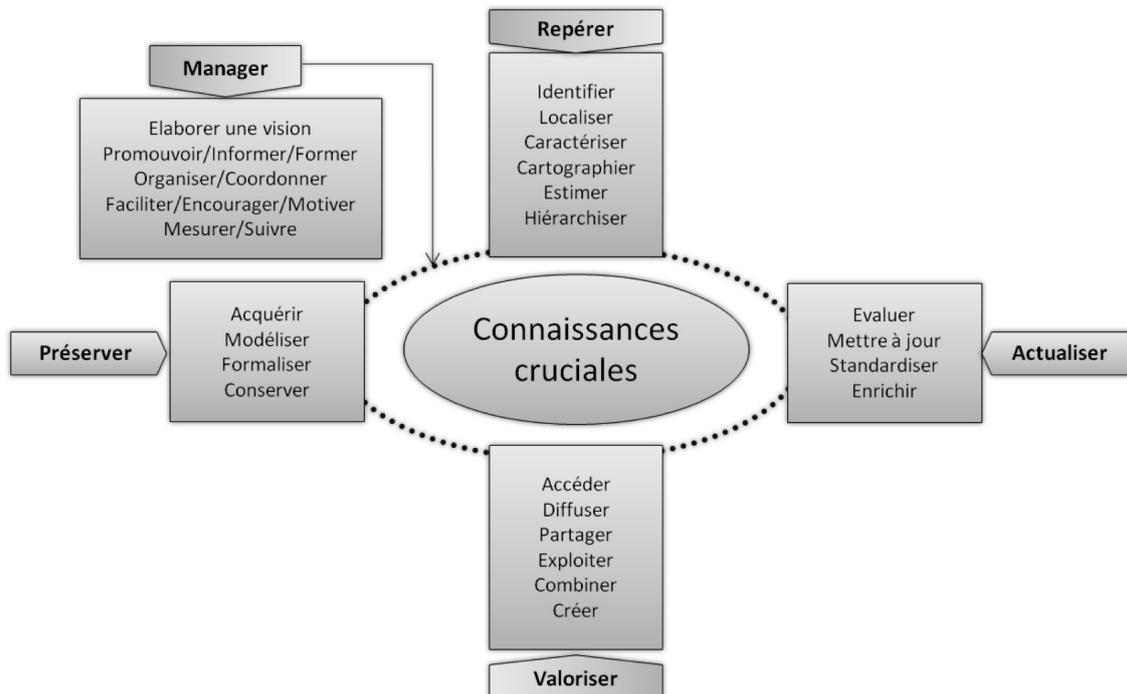 Repérer
Identifier
Localiser
Caractériser
Cartographier
Estimer
Hiérarchiser
Manager
Elaborer une vision
Promouvoir/Informer/Former
Organiser/Coordonner
Faciliter/Encourager/Motiver
Mesurer/Suivre
Préserver
Acquérir
Modéliser
Formaliser
Conserver
Connaissances
cruciales
Evaluer
Mettre à jour
Standardiser
Enrichir
Actualiser
Accéder
Diffuser
Partager
Exploiter
Combiner
Créer
Valoriser